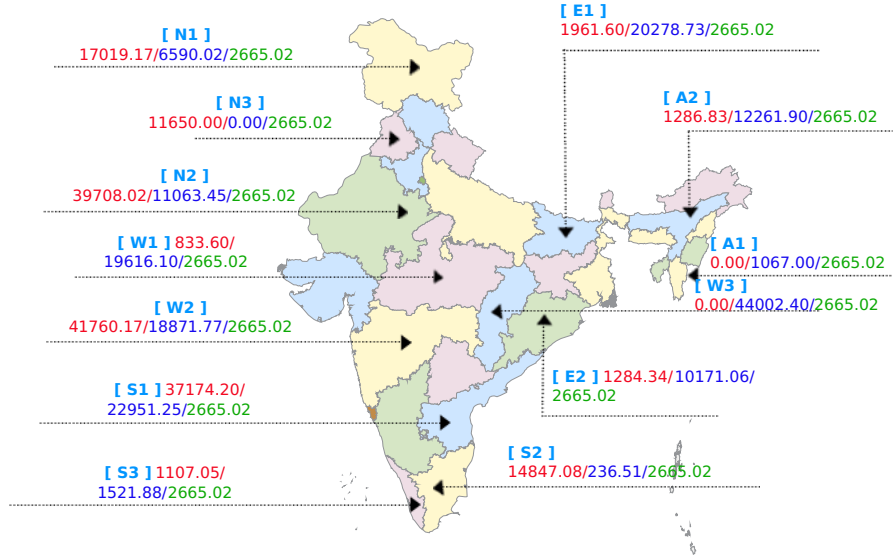 [ E1 ]
1961.60/20278.73/2665.02
[ N1 ]
17019.17/6590.02/2665.02
[ N3 ]
11650.00/0.00/2665.02
[ A2 ]
1286.83/12261.90/2665.02
[ N2 ]
39708.02/11063.45/2665.02
[ W1 ] 833.60/
19616.10/2665.02
[ A1 ]
0.00/1067.00/2665.02
[ W3 ]
0.00/44002.40/2665.02
[ W2 ]
41760.17/18871.77/2665.02
[ E2 ] 1284.34/10171.06/
2665.02
[ S1 ] 37174.20/
22951.25/2665.02
[ S2 ]
14847.08/236.51/2665.02
[ S3 ] 1107.05/
1521.88/2665.02